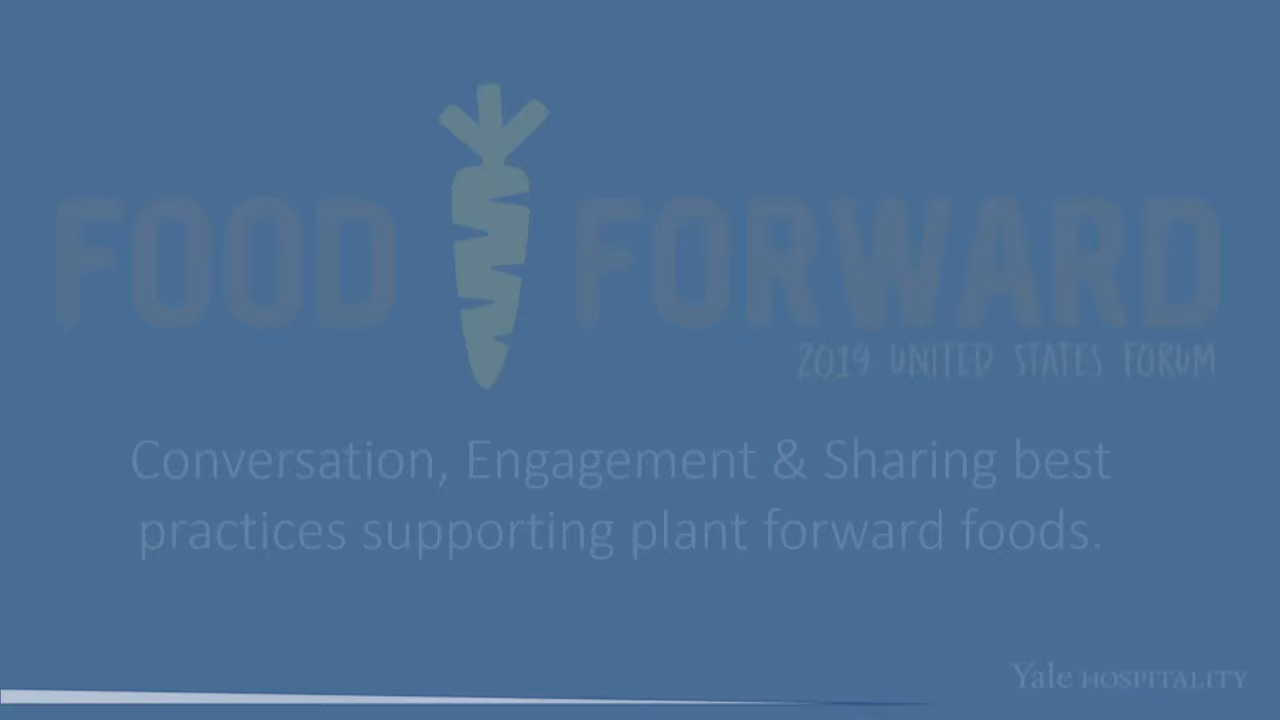 FOOD FORWARD
2019 UNITED STATES FORUM
Conversation, Engagement & Sharing best
practices supporting plant forward foods.
Yale HOSPITALITY